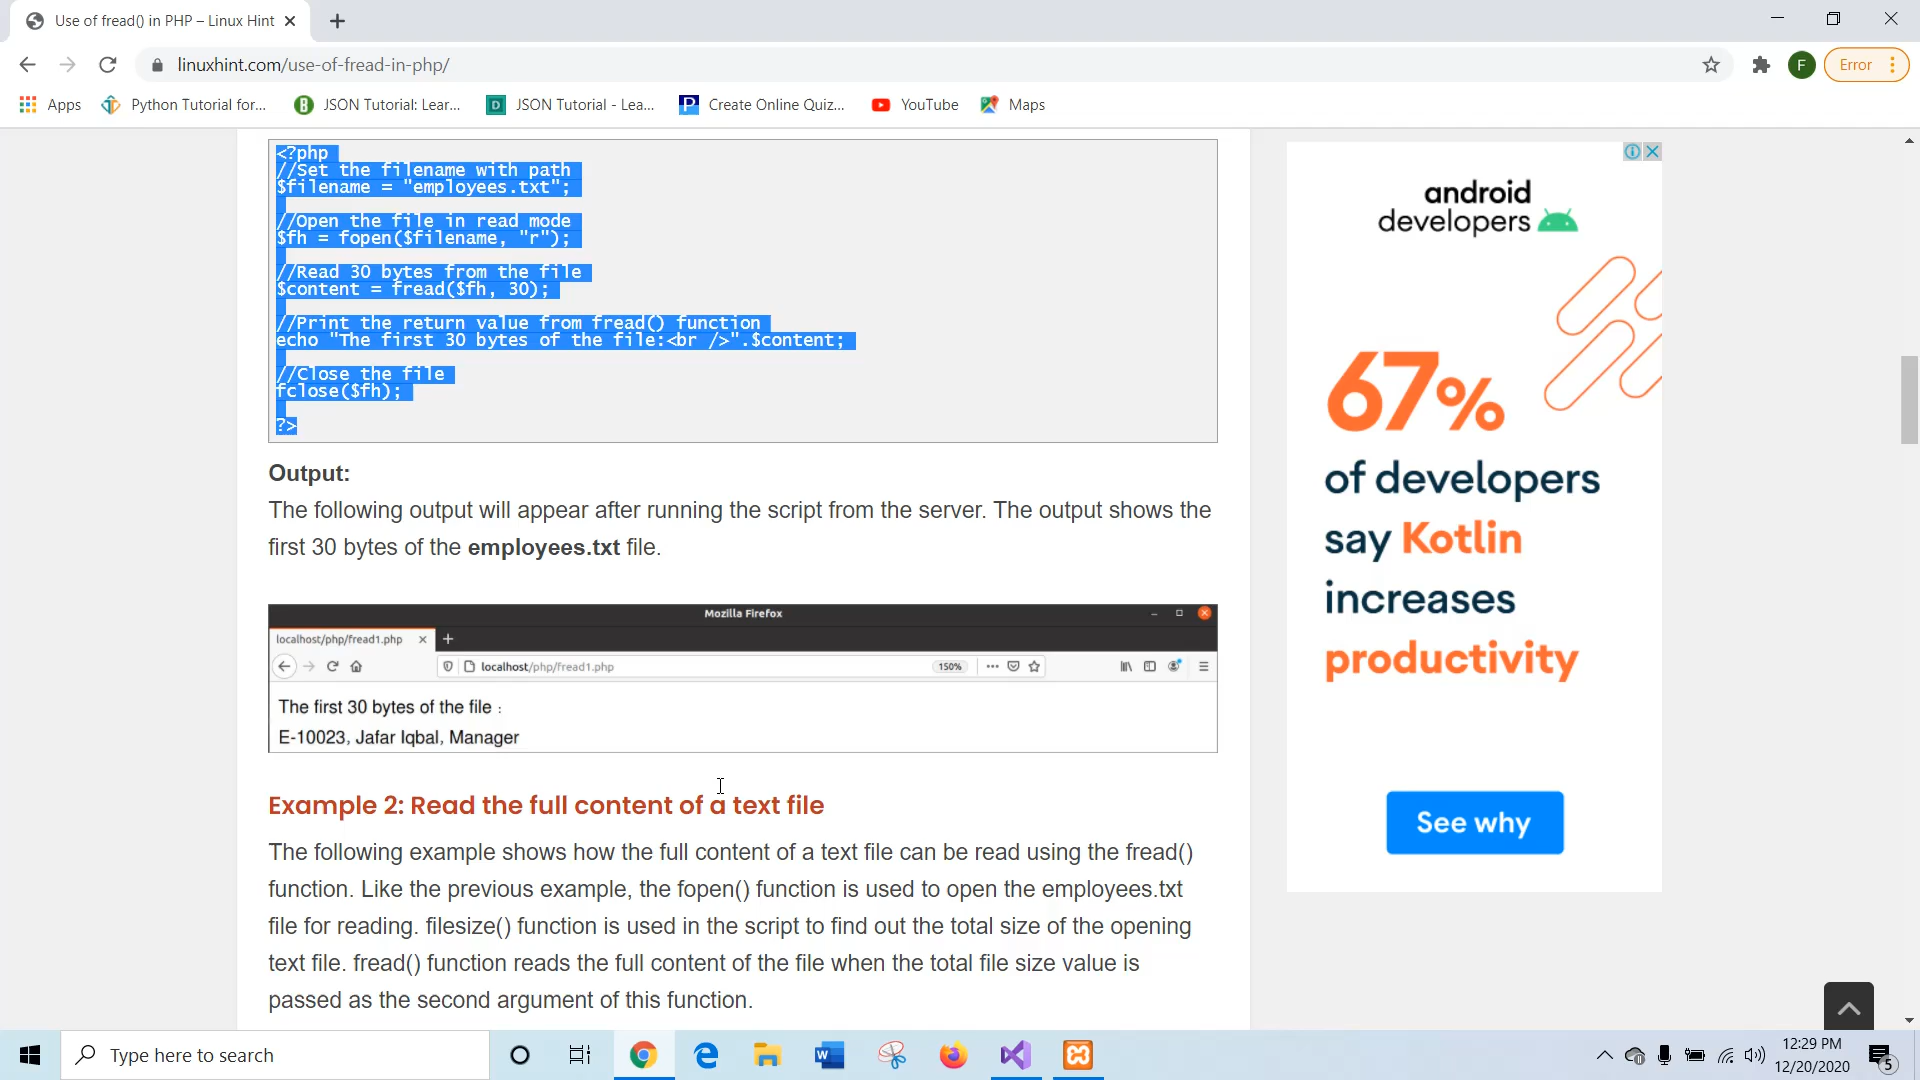 Use of fread() in PHP – Linux Hint
linuxhint.com/use-of-fread-in-php/
Error
Apps
Python Tutorial for...
JSON Tutorial: Lear...
JSON Tutorial - Lea...
Create Online Quiz...
YouTube
Maps
<?php
//Set the filename with path
$filename = "employees.txt";
//Open the file in read mode
$fh = fopen($filename, "r");
//Read 30 bytes from the file
$content = fread($fh, 30);
//Print the return value from fread() function
echo "The first 30 bytes of the file:<br />".$content;
//Close the file
fclose($fh);
?>
Output:
The following output will appear after running the script from the server. The output shows the
first 30 bytes of the employees.txt file.
Mozilla Firefox
localhost/php/fread1.php
localhost/php/fread1.php
150%
The first 30 bytes of the file :
E-10023, Jafar Iqbal, Manager
Example 2: Read the full content of a text file
The following example shows how the full content of a text file can be read using the fread()
function. Like the previous example, the fopen() function is used to open the employees.txt
file for reading. filesize() function is used in the script to find out the total size of the opening
text file. fread() function reads the full content of the file when the total file size value is
passed as the second argument of this function.
android
developers
67%
of developers
say Kotlin
increases
productivity
See why
Type here to search
12:29 PM
12/20/2020
5